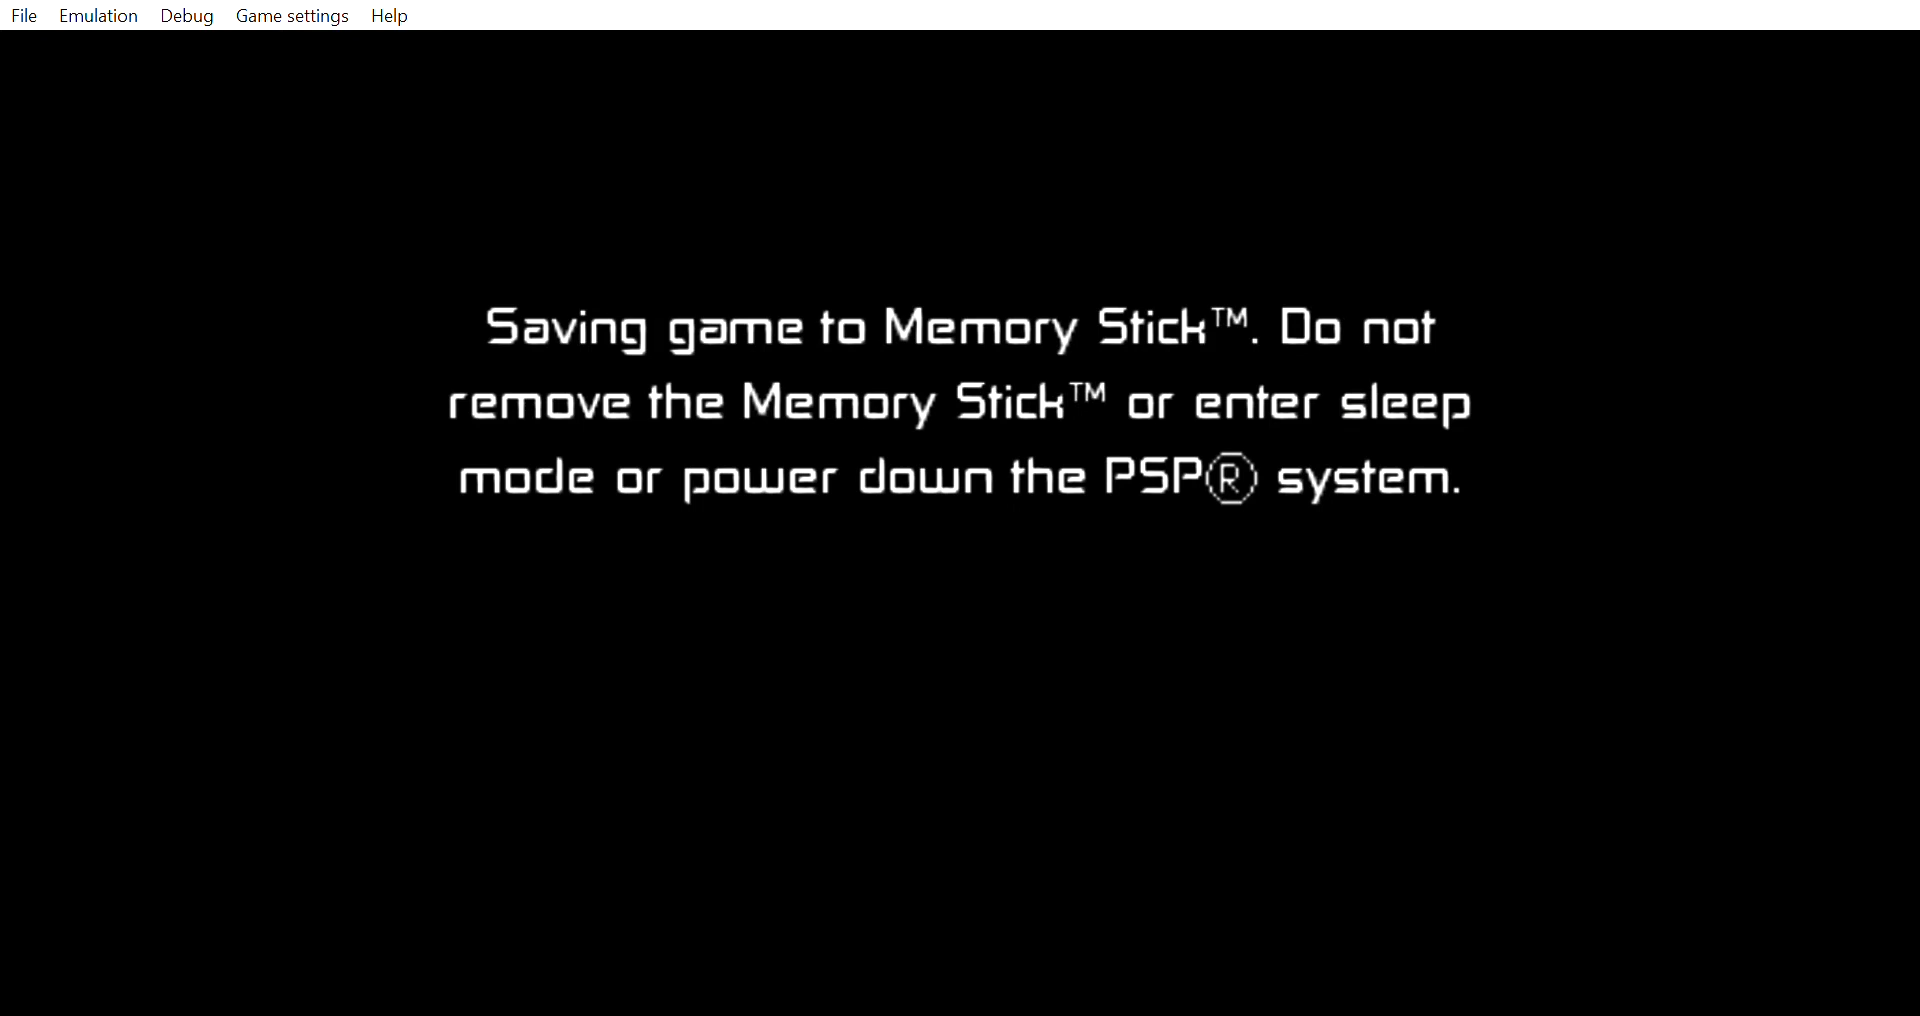 File Emulation Debug Game settings Help
Saving game to Memory Stick™. Do not
remove the Memory Stick™ or enter sleep
mode or power down the PSP® system.